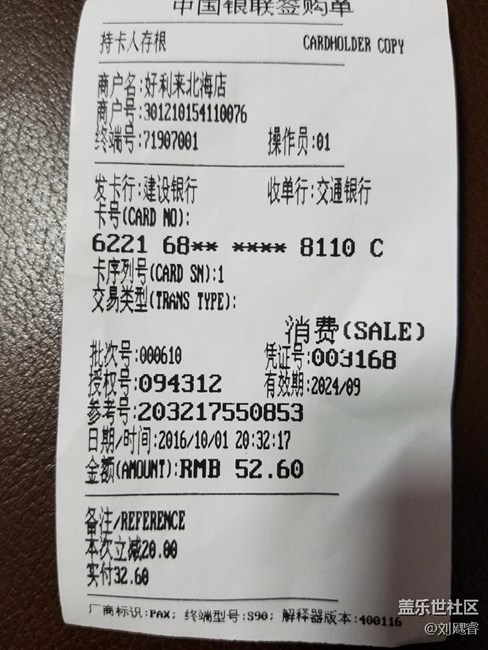 中国银联签购单
持卡人存根 CARDHOLDER COPY
商户名:好利来北海店
商户号:301210154110076
终端号:71907001 操作员:01
发卡行:建设银行 收单行:交通银行
卡号(CARD NO):
6221 68** **** 8110 C
卡序列号(CARD SN):1
交易类型(TRANS TYPE):
消费(SALE)
批次号:000610 凭证号:003168
授权号:094312 有效期:2024/09
参考号:203217550853
日期/时间:2016/10/01 20:32:17
金额(AMOUNT):RMB 52.60
备注/REFERENCE
本次立减20.00
实付32.60
厂商标识:PAX; 终端型号:S90; 解释器版本:400116
盖乐世社区
@刘飔睿